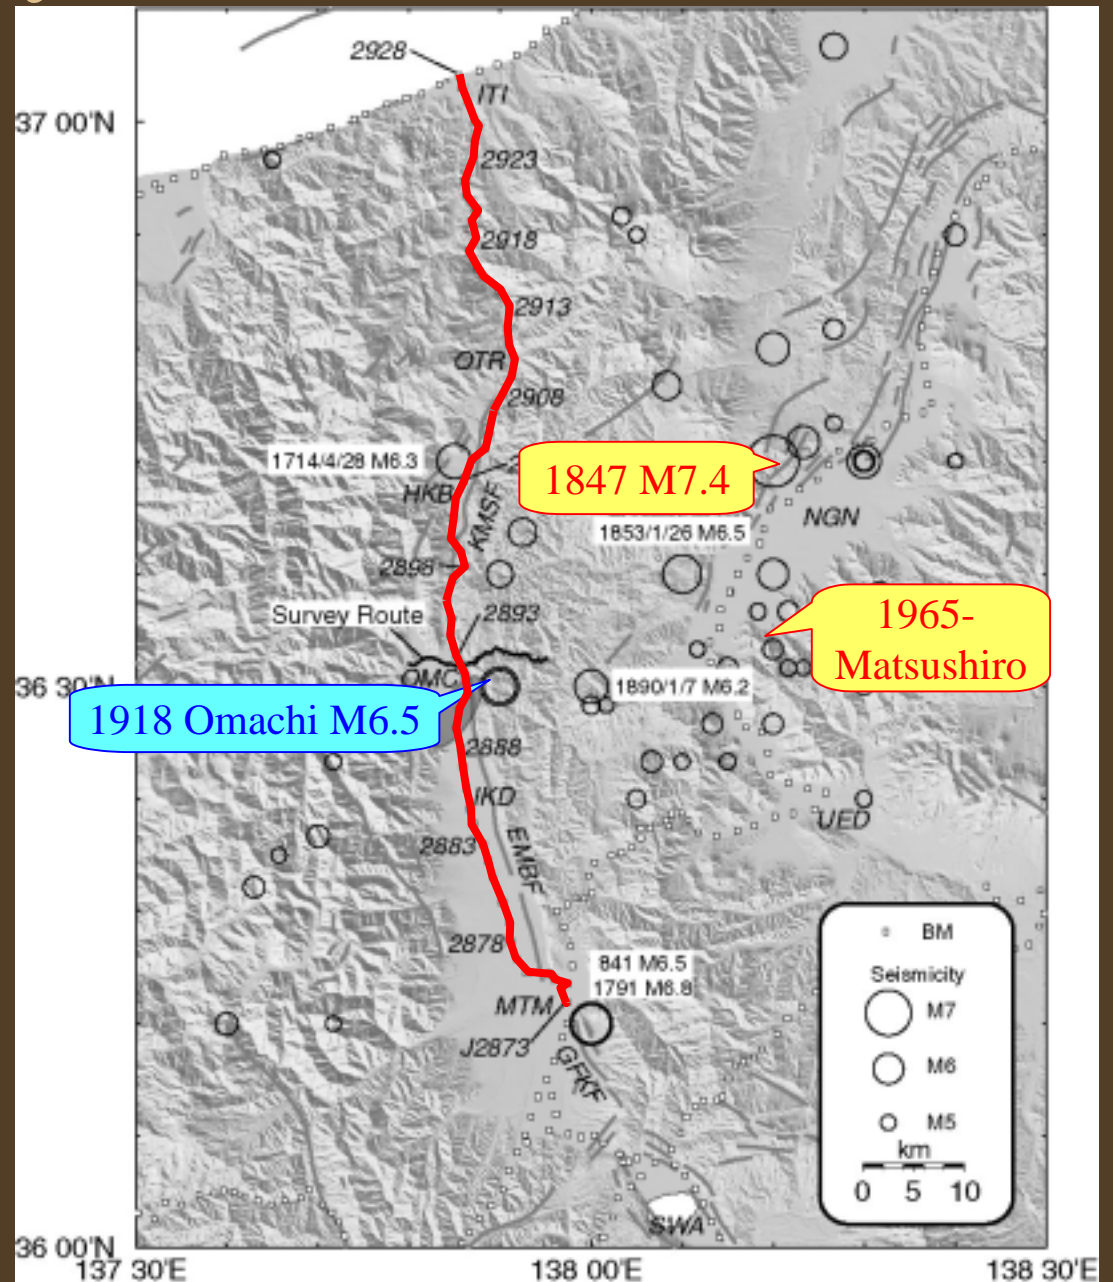 2928
ITI
37 00'N
2923
2918
2913
OTR
2908
1714/4/28 M6.3
1847 M7.4
HKB
KMSF
NGN
1853/1/26 M6.5
2898
Survey Route
2893
1965-
Matsushiro
OMC
36 30'N
1890/1/7 M6.2
1918 Omachi M6.5
2888
IKD
UED
2883
EMBF
2878
841 M6.5
1791 M6.8
MTM
J2873
GFKF
SWA
BM
Seismicity
M7
M6
M5
km
0 5 10
36 00'N
137 30'E
138 00'E
138 30'E